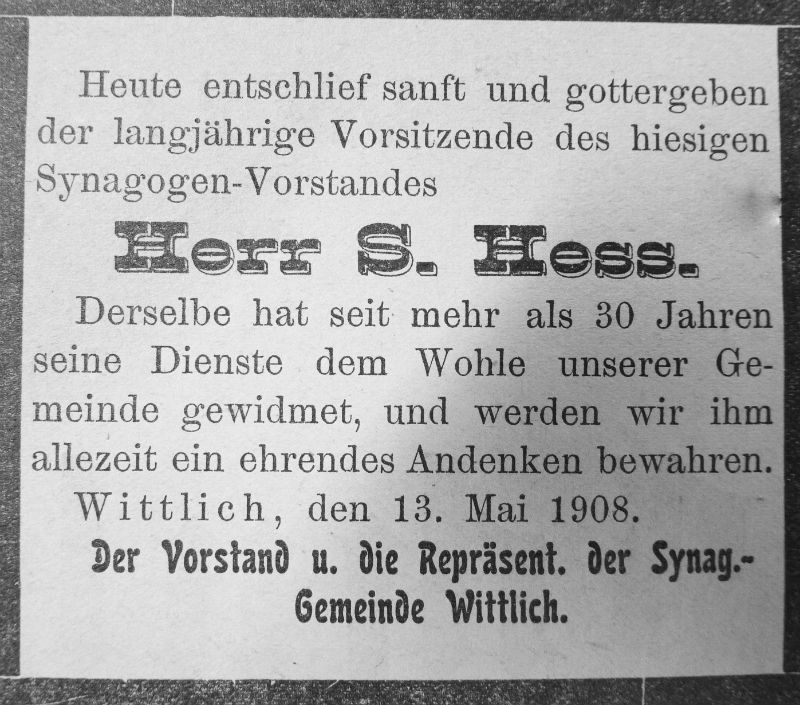 Heute entschlief sanft und gottergeben
der langjährige Vorsitzende des hiesigen
Synagogen-Vorstandes
Herr S. Hess.
Derselbe hat seit mehr als 30 Jahren
seine Dienste dem Wohle unserer Ge-
meinde gewidmet, und werden wir ihm
allezeit ein ehrendes Andenken bewahren.
Wittlich, den 13. Mai 1908.
Der Vorstand u. die Repräsent. der Synag.-
Gemeinde Wittlich.